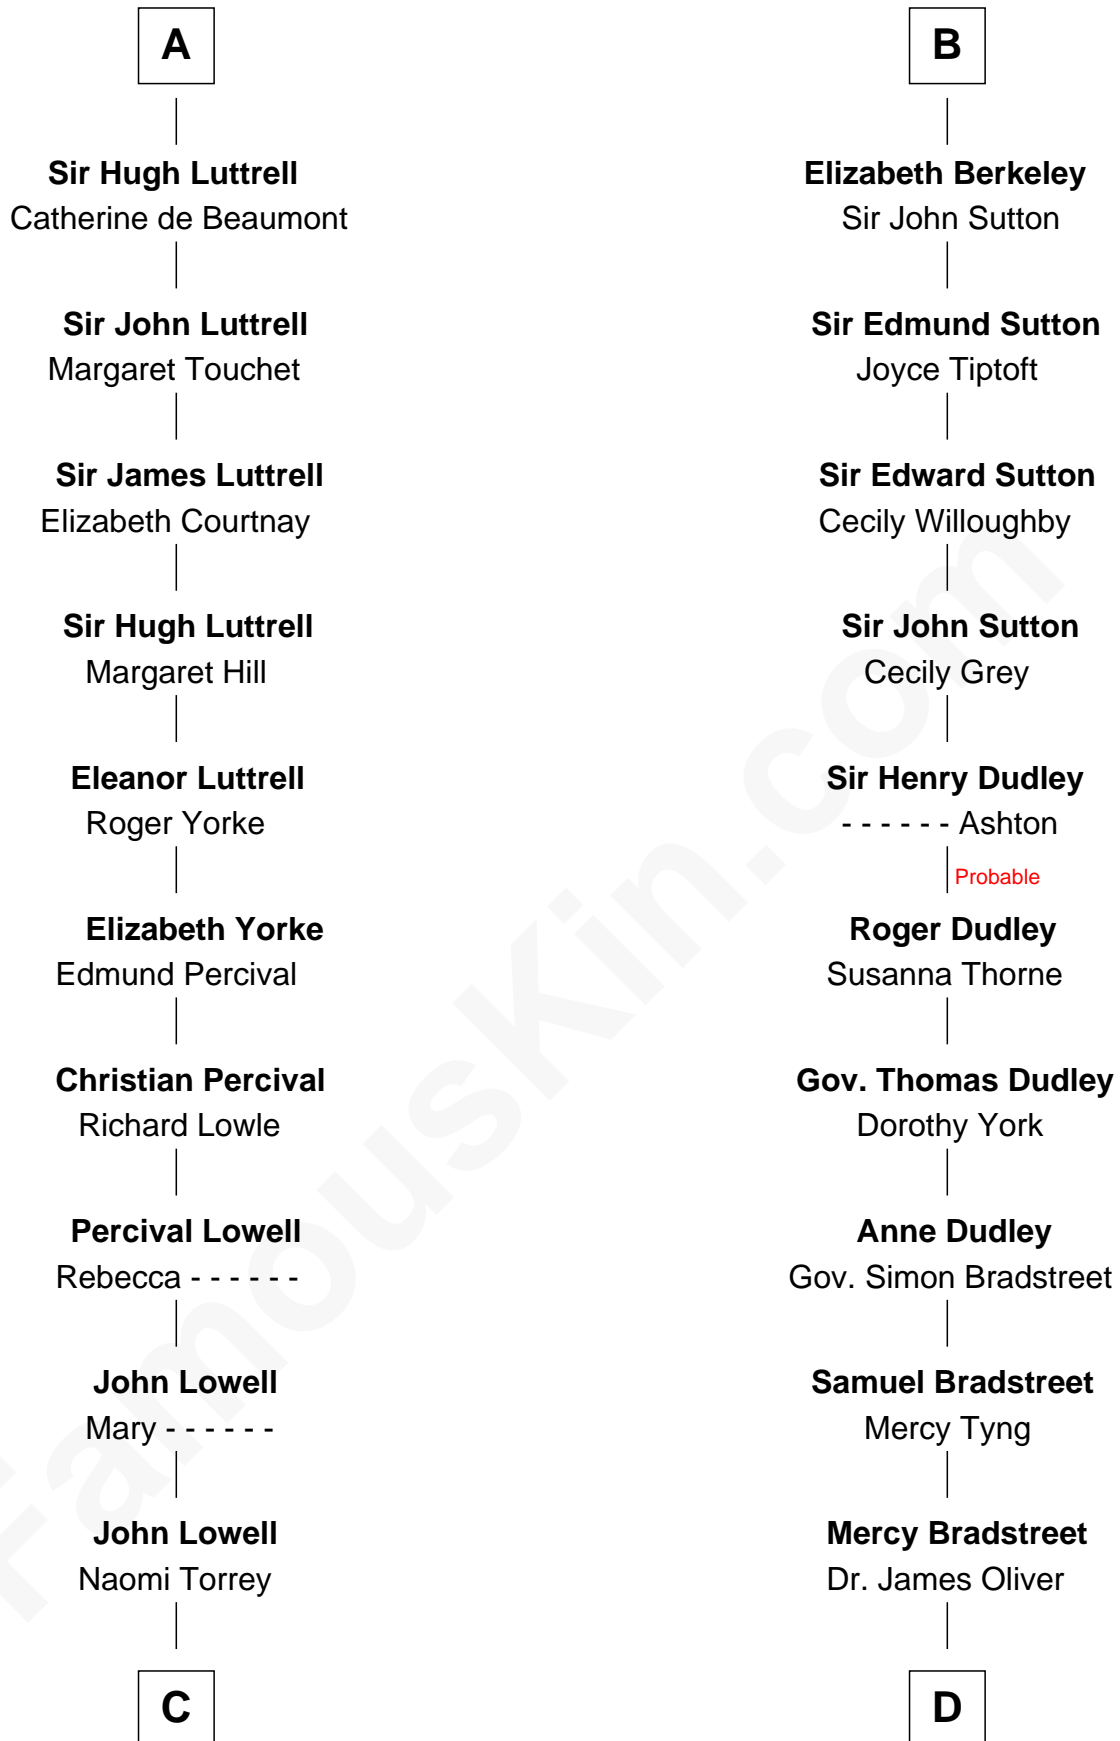 A
Sir Hugh Luttrell
Catherine de Beaumont
Sir John Luttrell
Margaret Touchet
Sir James Luttrell
Elizabeth Courtnay
Sir Hugh Luttrell
Margaret Hill
Eleanor Luttrell
Roger Yorke
Elizabeth Yorke
Edmund Percival
Christian Percival
Richard Lowle
Percival Lowell
Rebecca - - - - - -
John Lowell
Mary - - - - - -
John Lowell
Naomi Torrey
C
B
Elizabeth Berkeley
Sir John Sutton
Sir Edmund Sutton
Joyce Tiptoft
Sir Edward Sutton
Cecily Willoughby
Sir John Sutton
Cecily Grey
Sir Henry Dudley
- - - - - - Ashton
Probable
Roger Dudley
Susanna Thorne
Gov. Thomas Dudley
Dorothy York
Anne Dudley
Gov. Simon Bradstreet
Samuel Bradstreet
Mercy Tyng
Mercy Bradstreet
Dr. James Oliver
D
FamousKin.com